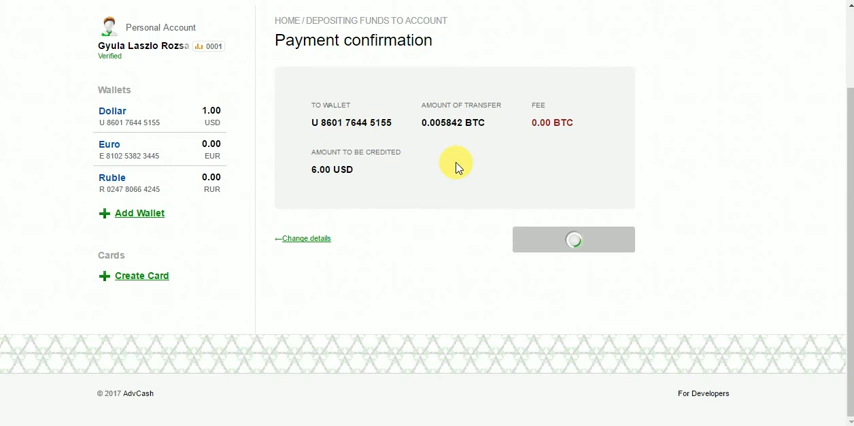 Personal Account
Gyula Laszlo Rozsa 0001
Verified
Wallets
Dollar 1.00
U 8601 7644 5155 USD
Euro 0.00
E 8102 5382 3445 EUR
Ruble 0.00
R 0247 8066 4245 RUR
Add Wallet
Cards
Create Card
HOME / DEPOSITING FUNDS TO ACCOUNT
Payment confirmation
TO WALLET AMOUNT OF TRANSFER FEE
U 8601 7644 5155 0.005842 BTC 0.00 BTC
AMOUNT TO BE CREDITED
6.00 USD
←Change details
© 2017 AdvCash For Developers